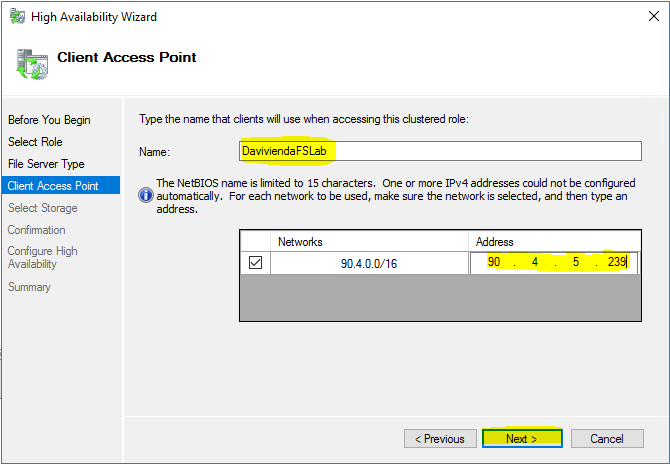 High Availability Wizard
Client Access Point
Before You Begin
Select Role
File Server Type
Client Access Point
Select Storage
Confirmation
Configure High
Availability
Summary
Type the name that clients will use when accessing this clustered role:
Name:
DaviviendaFSLab
The NetBIOS name is limited to 15 characters. One or more IPv4 addresses could not be configured
automatically. For each network to be used, make sure the network is selected, and then type an
address.
Networks Address
90.4.0.0/16 90 . 4 . 5 . 239
< Previous Next > Cancel